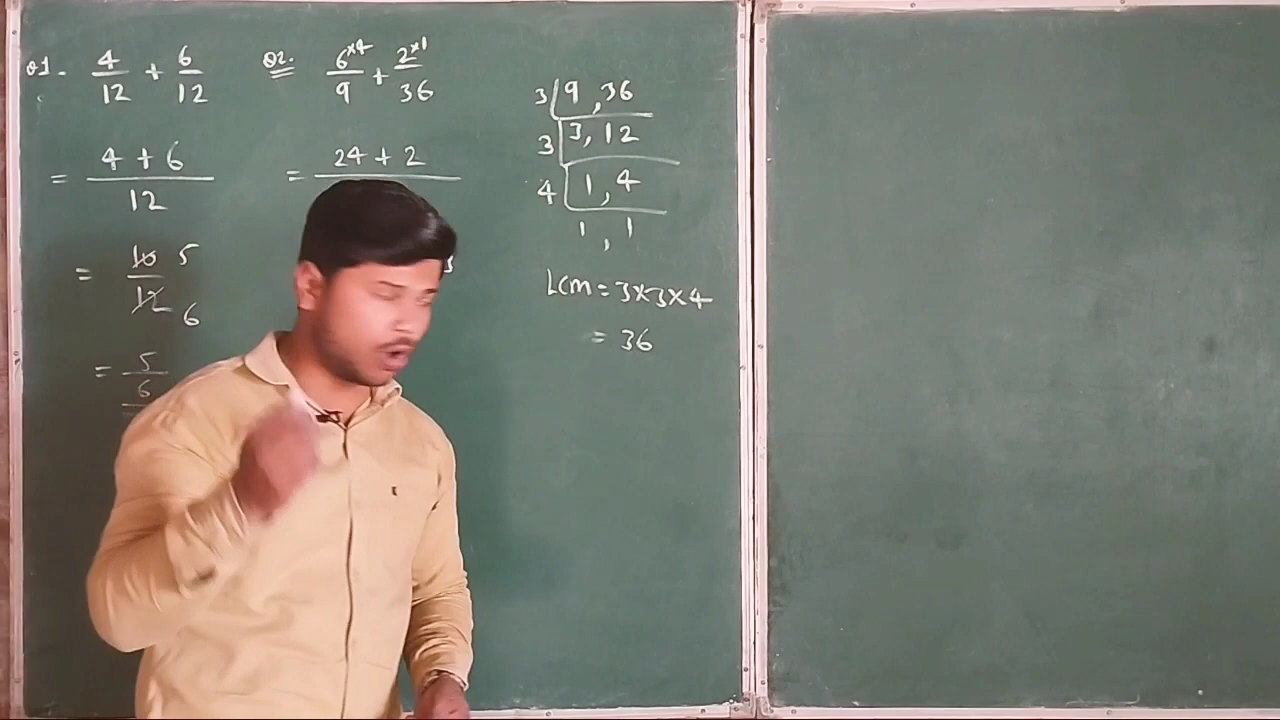 Q1. 4/12 + 6/12
= 4 + 6 / 12
= 10 5 / 12 6
= 5/6
Q2. 6×4/9 + 2×1/36
= 24 + 2
3 | 9, 36
3 | 3, 12
4 | 1, 4
1, 1
LCM = 3×3×4
= 36